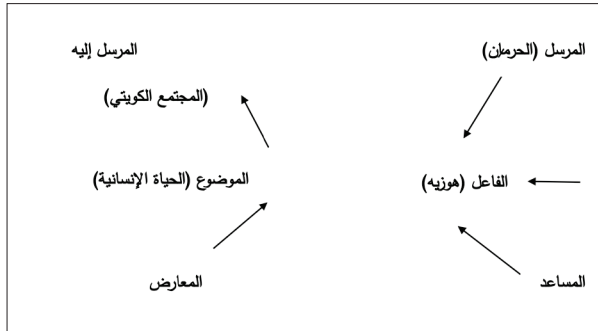 المرسل (الحرمان)
المرسل إليه
(المجتمع الكويتي)
الفاعل (هوزيه)
الموضوع (الحياة الإنسانية)
المساعد
المعارض